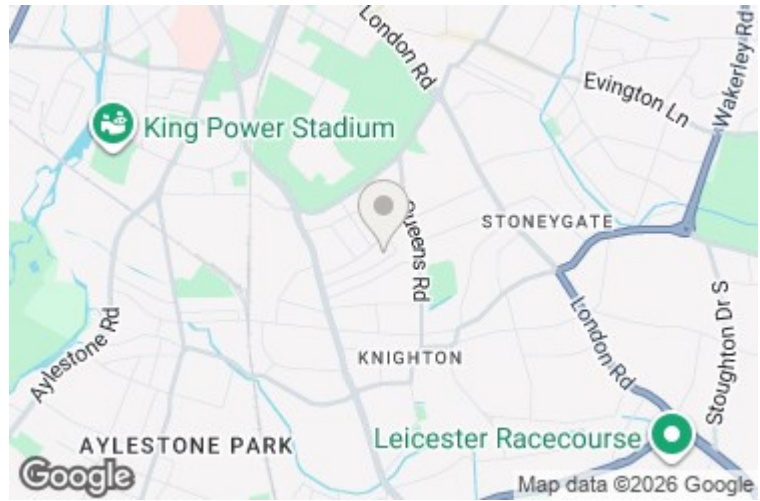 London Rd
Wakerley Rd
Evington Ln
King Power Stadium
Queens Rd
STONEYGATE
Aylestone Rd
KNIGHTON
London Rd
Stoughton Dr S
AYLESTONE PARK
Leicester Racecourse
Google
Map data ©2026 Google